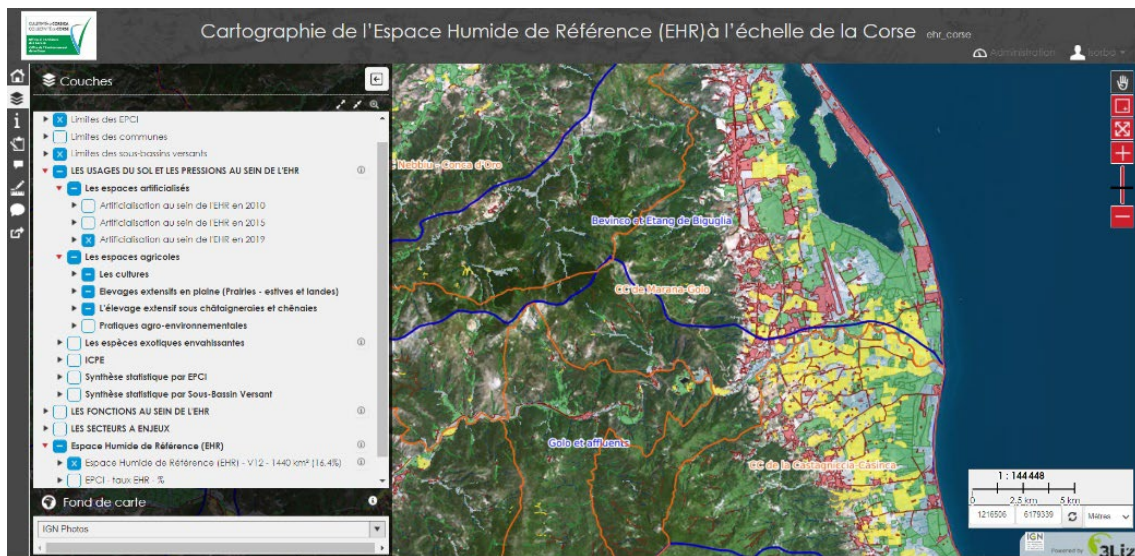 Cartographie de l'Espace Humide de Référence (EHR)à l'échelle de la Corse ehr_corse
Administration
Couches
Limites des EPCI
Limites des communes
Limites des sous-bassins versants
LES USAGES DU SOL ET LES PRESSIONS AU SEIN DE L'EHR
Les espaces artificialisés
Artificialisation au sein de l'EHR en 2010
Artificialisation au sein de l'EHR en 2015
Artificialisation au sein de l'EHR en 2019
Les espaces agricoles
Les cultures
Elevages extensifs en plaine (Prairies - estives et landes)
L'élevage extensif sous châtaigneraies et chênaies
Pratiques agro-environnementales
Les espèces exotiques envahissantes
ICPE
Synthèse statistique par EPCI
Synthèse statistique par Sous-Bassin Versant
LES FONCTIONS AU SEIN DE L'EHR
LES SECTEURS A ENJEUX
Espace Humide de Référence (EHR)
Espace Humide de Référence (EHR) - V12 - 1440 km² (16.4%)
EPCI - taux EHR - %
Fond de carte
IGN Photos
Nebbiu - Conca d'Oro
Bevinco et Etang de Biguglia
CC de Marana-Golo
Golo et affluents
CC de la Castagniccia-Casinca
1 : 144 448
0 2,5 km 5 km
1216506 6179339 Mètres
IGN
Powered by 3Liz